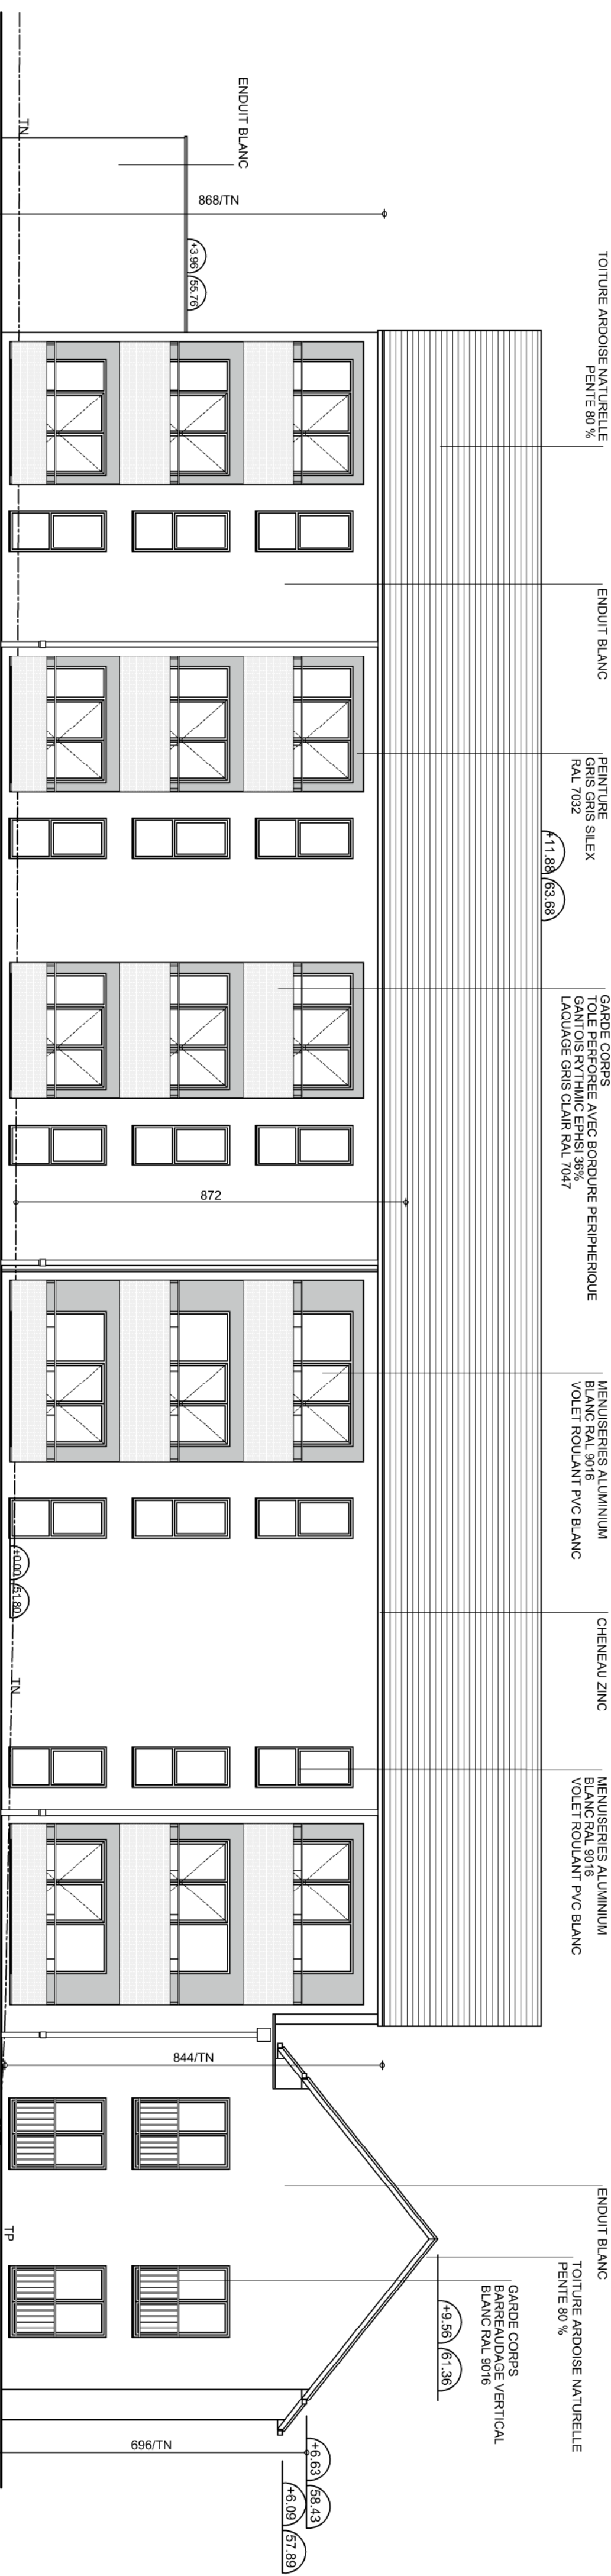 ENDUIT BLANC
TN
868/TN
+3.96
55.76
TOITURE ARDOISE NATURELLE
PENTE 80 %
ENDUIT BLANC
PEINTURE
GRIS GRIS SILEX
RAL 7032
+11.88
63.68
GARDE CORPS
TOLE PERFOREE AVEC BORDURE PERIPHERIQUE
GANTOIS RYTHMIC EPHSI 36%
LAQUAGE GRIS CLAIR RAL 7047
872
MENUISERIES ALUMINIUM
BLANC RAL 9016
VOLET ROULANT PVC BLANC
±0.00
51.80
CHENEAU ZINC
TN
MENUISERIES ALUMINIUM
BLANC RAL 9016
VOLET ROULANT PVC BLANC
844/TN
ENDUIT BLANC
TP
TOITURE ARDOISE NATURELLE
PENTE 80 %
GARDE CORPS
BARREAUDAGE VERTICAL
BLANC RAL 9016
+9.56
61.36
696/TN
+6.63
58.43
+6.09
57.89